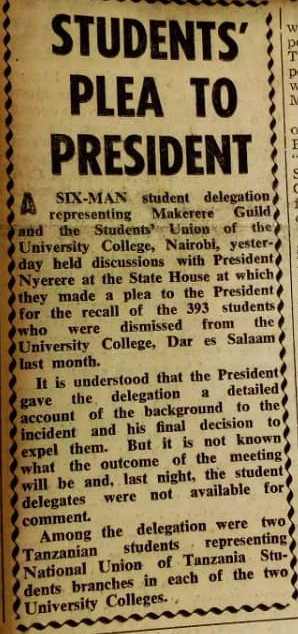 STUDENTS'
PLEA TO
PRESIDENT
A SIX-MAN student delegation
representing Makerere Guild
and the Students' Union of the
University College, Nairobi, yester-
day held discussions with President
Nyerere at the State House at which
they made a plea to the President
for the recall of the 393 students
who were dismissed from the
University College, Dar es Salaam
last month.
It is understood that the President
gave the delegation a detailed
account of the background to the
incident and his final decision to
expel them. But it is not known
what the outcome of the meeting
will be and, last night, the student
delegates were not available for
comment.
Among the delegation were two
Tanzanian students representing
National Union of Tanzania Stu-
dents branches in each of the two
University Colleges.